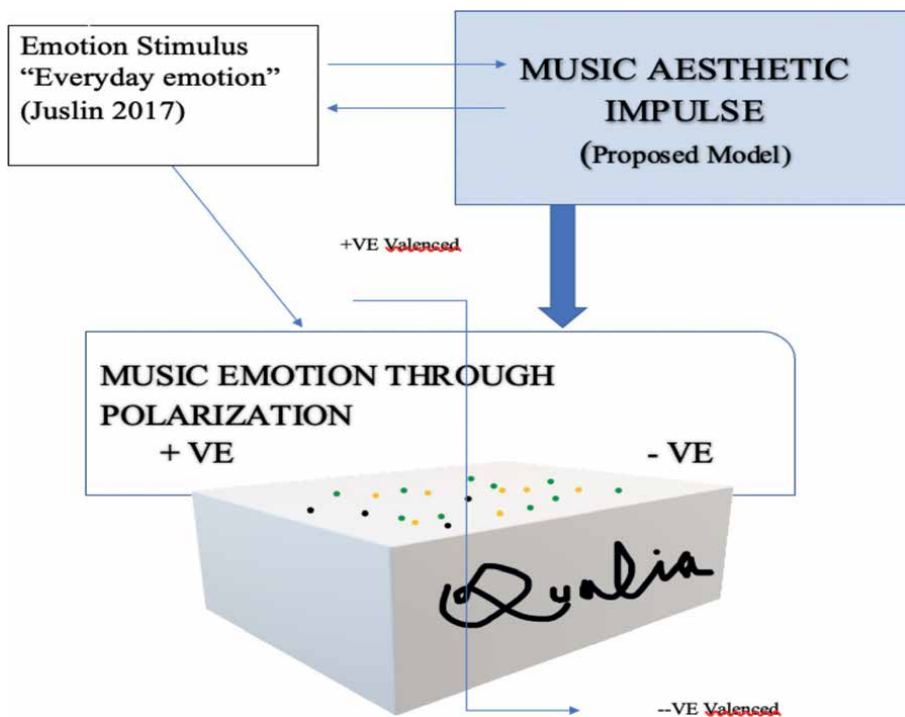 Emotion Stimulus
“Everyday emotion”
(Juslin 2017)
MUSIC AESTHETIC
IMPULSE
(Proposed Model)
+VE Valenced
MUSIC EMOTION THROUGH
POLARIZATION
+ VE
- VE
Qualia
--VE Valenced